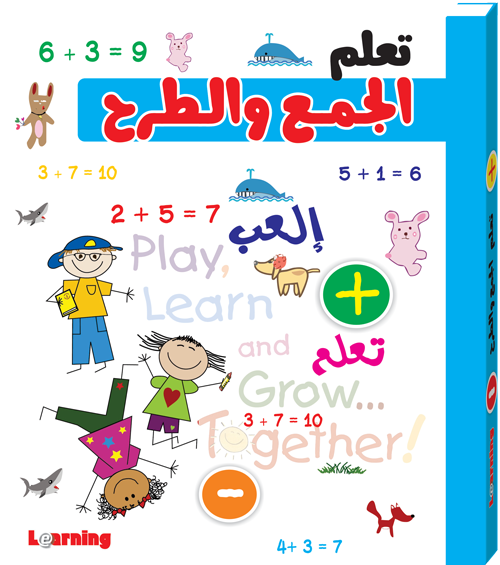 6 + 3 = 9
تعلم
الجمع والطرح
3 + 7 = 10
5 + 1 = 6
2 + 5 = 7
إلعب
Play,
Learn
+
and
تعلم
Grow...
3 + 7 = 10
Together!
-
Learning
4+ 3 = 7
+
-
Learning